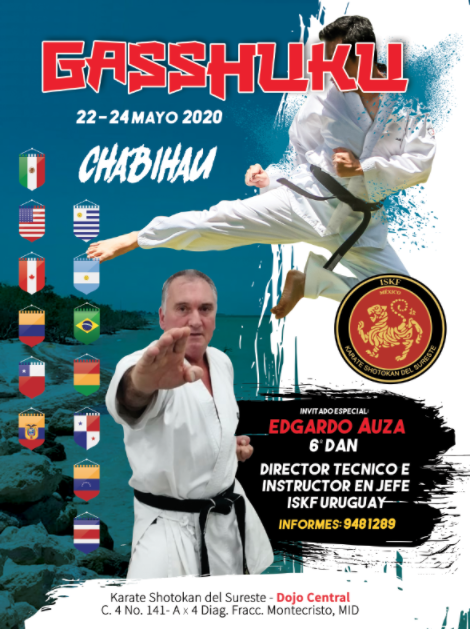 GASSHUKU
22-24 MAYO 2020
CHABIHAU
ISKF
MÉXICO
KARATE SHOTOKAN DEL SURESTE
INVITADO ESPECIAL:
EDGARDO AUZA
6° DAN
DIRECTOR TECNICO E
INSTRUCTOR EN JEFE
ISKF URUGUAY
INFORMES: 9481289
Karate Shotokan del Sureste - Dojo Central
C. 4 No. 141- A x 4 Diag. Fracc. Montecristo, MID